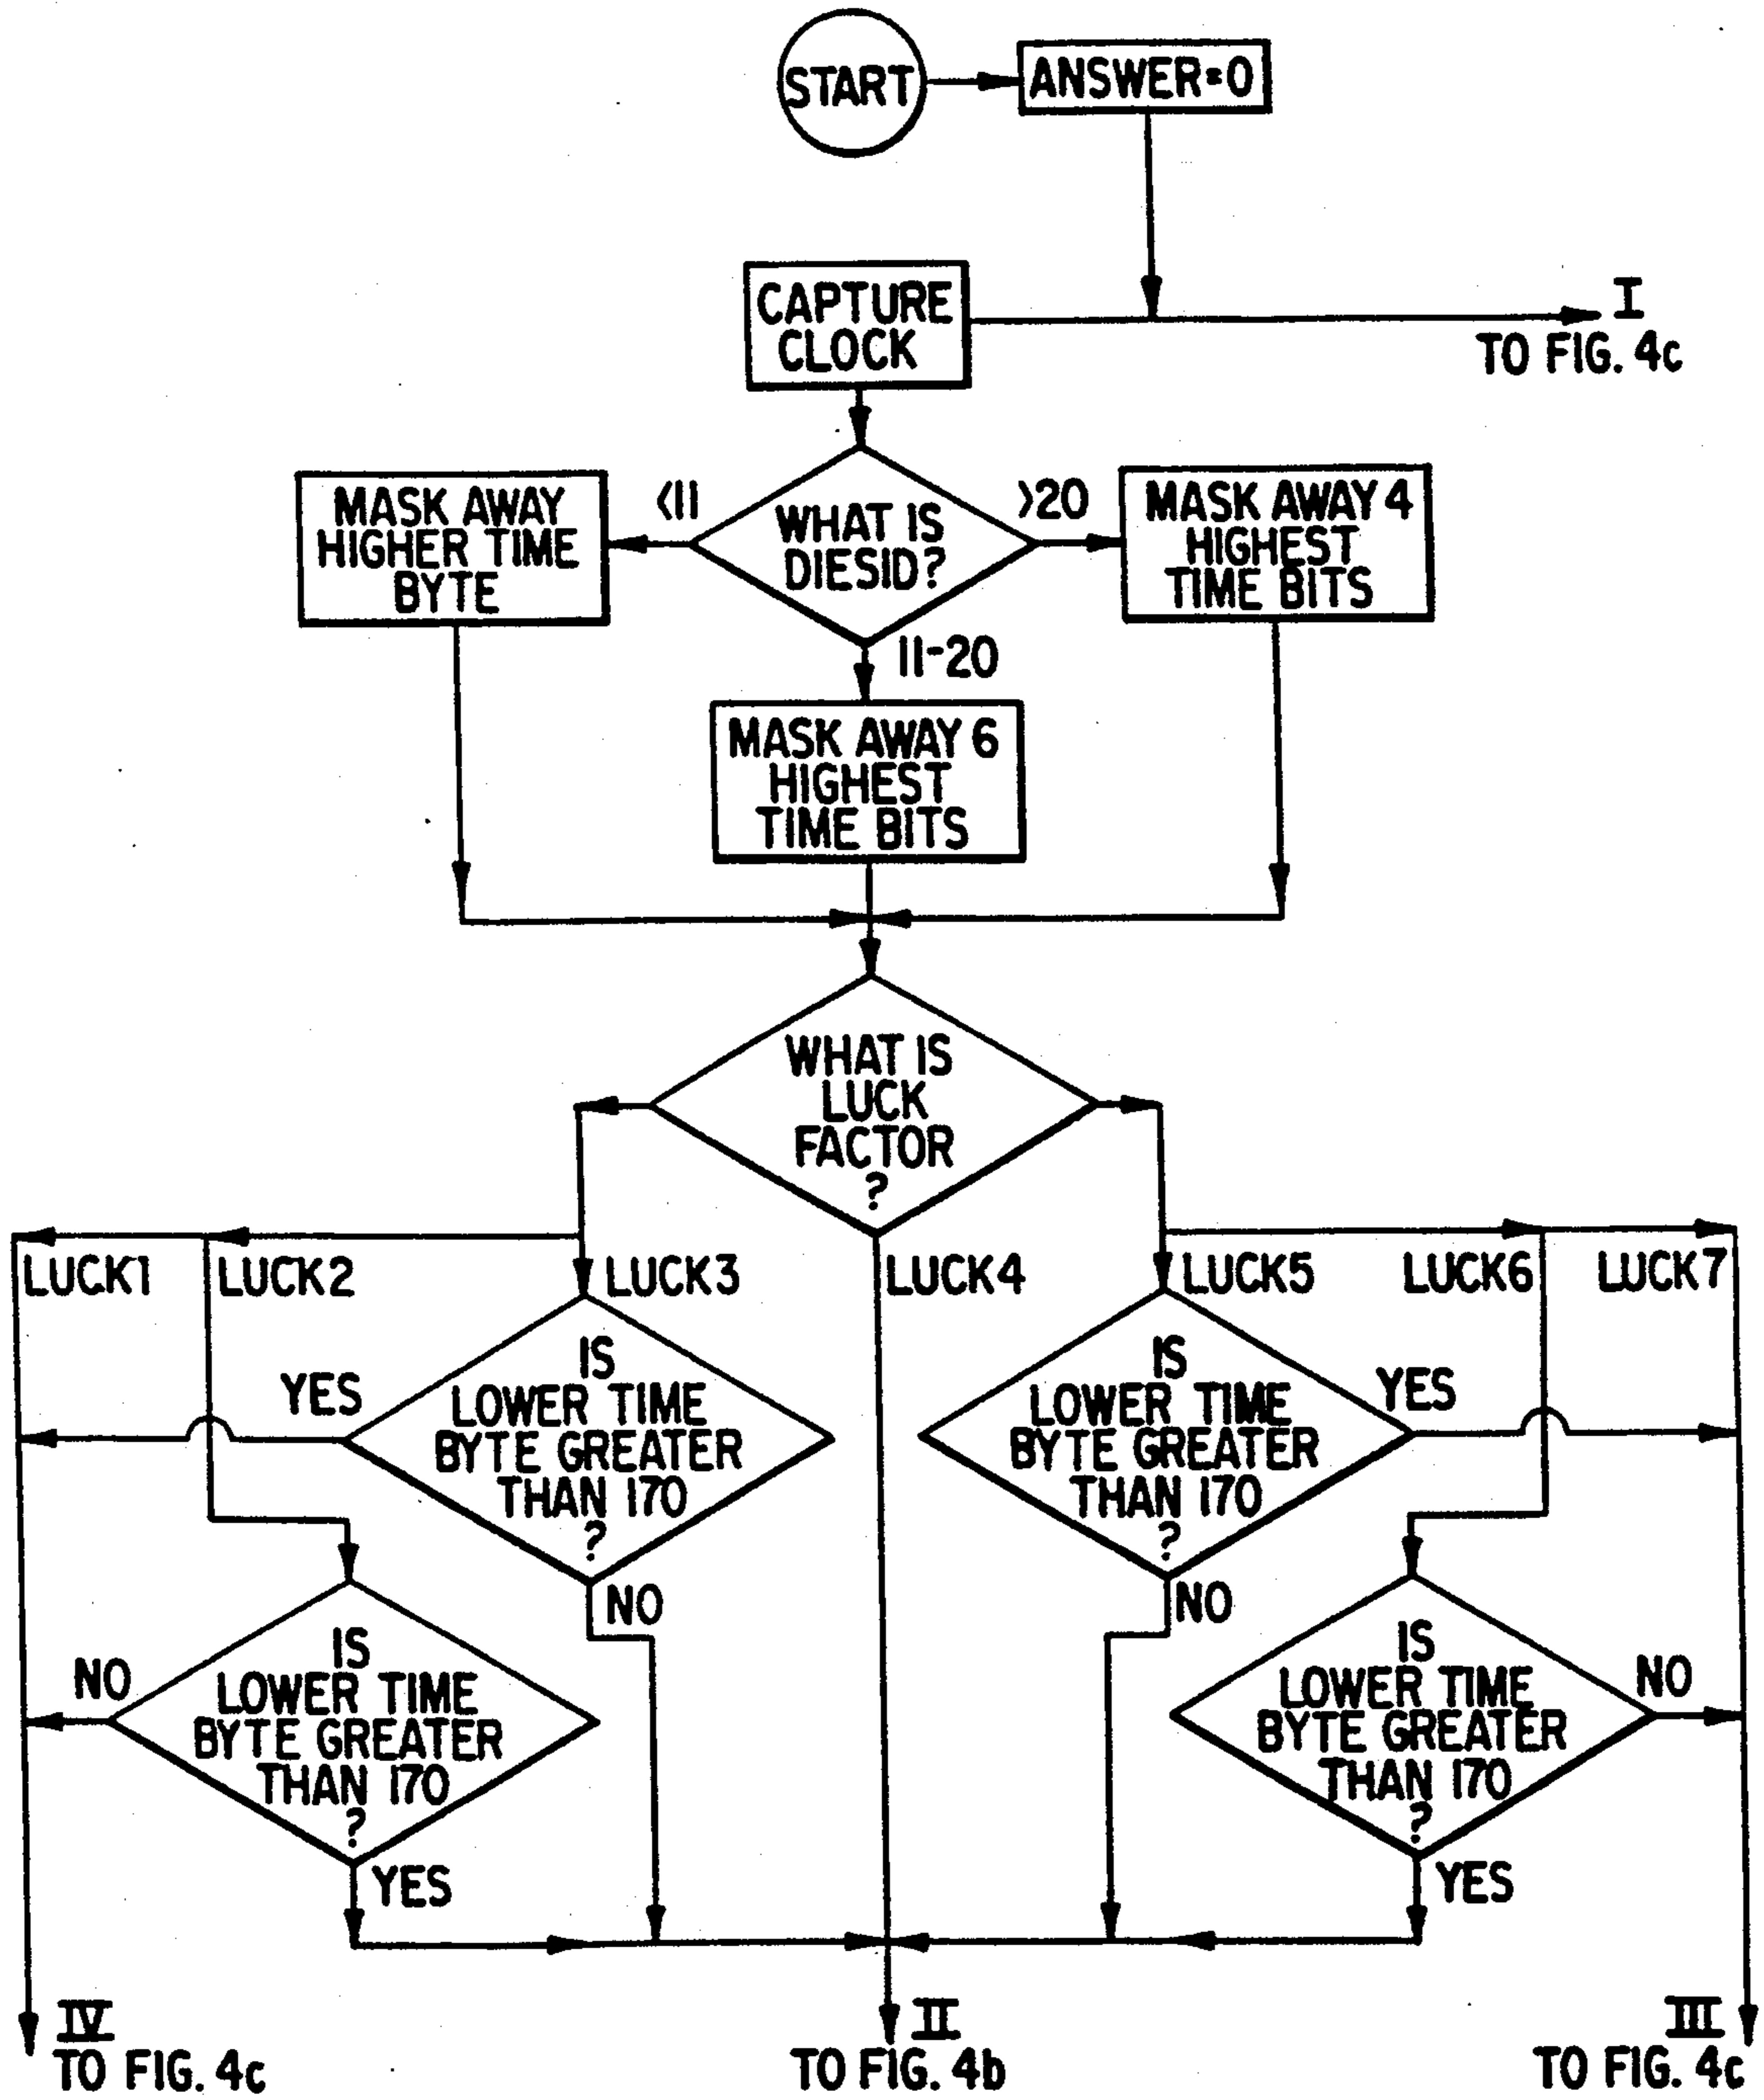 START
ANSWER=0
CAPTURE
CLOCK
I
TO FIG. 4c
<11
WHAT IS
DIESID?
>20
MASK AWAY
HIGHER TIME
BYTE
MASK AWAY 4
HIGHEST
TIME BITS
11-20
MASK AWAY 6
HIGHEST
TIME BITS
WHAT IS
LUCK
FACTOR
?
LUCK1
LUCK2
LUCK3
LUCK4
LUCK5
LUCK6
LUCK7
YES
IS
LOWER TIME
BYTE GREATER
THAN 170
?
NO
IS
LOWER TIME
BYTE GREATER
THAN 170
?
YES
NO
NO
IS
LOWER TIME
BYTE GREATER
THAN 170
?
YES
IS
LOWER TIME
BYTE GREATER
THAN 170
?
NO
YES
IV
TO FIG. 4c
II
TO FIG. 4b
III
TO FIG. 4c